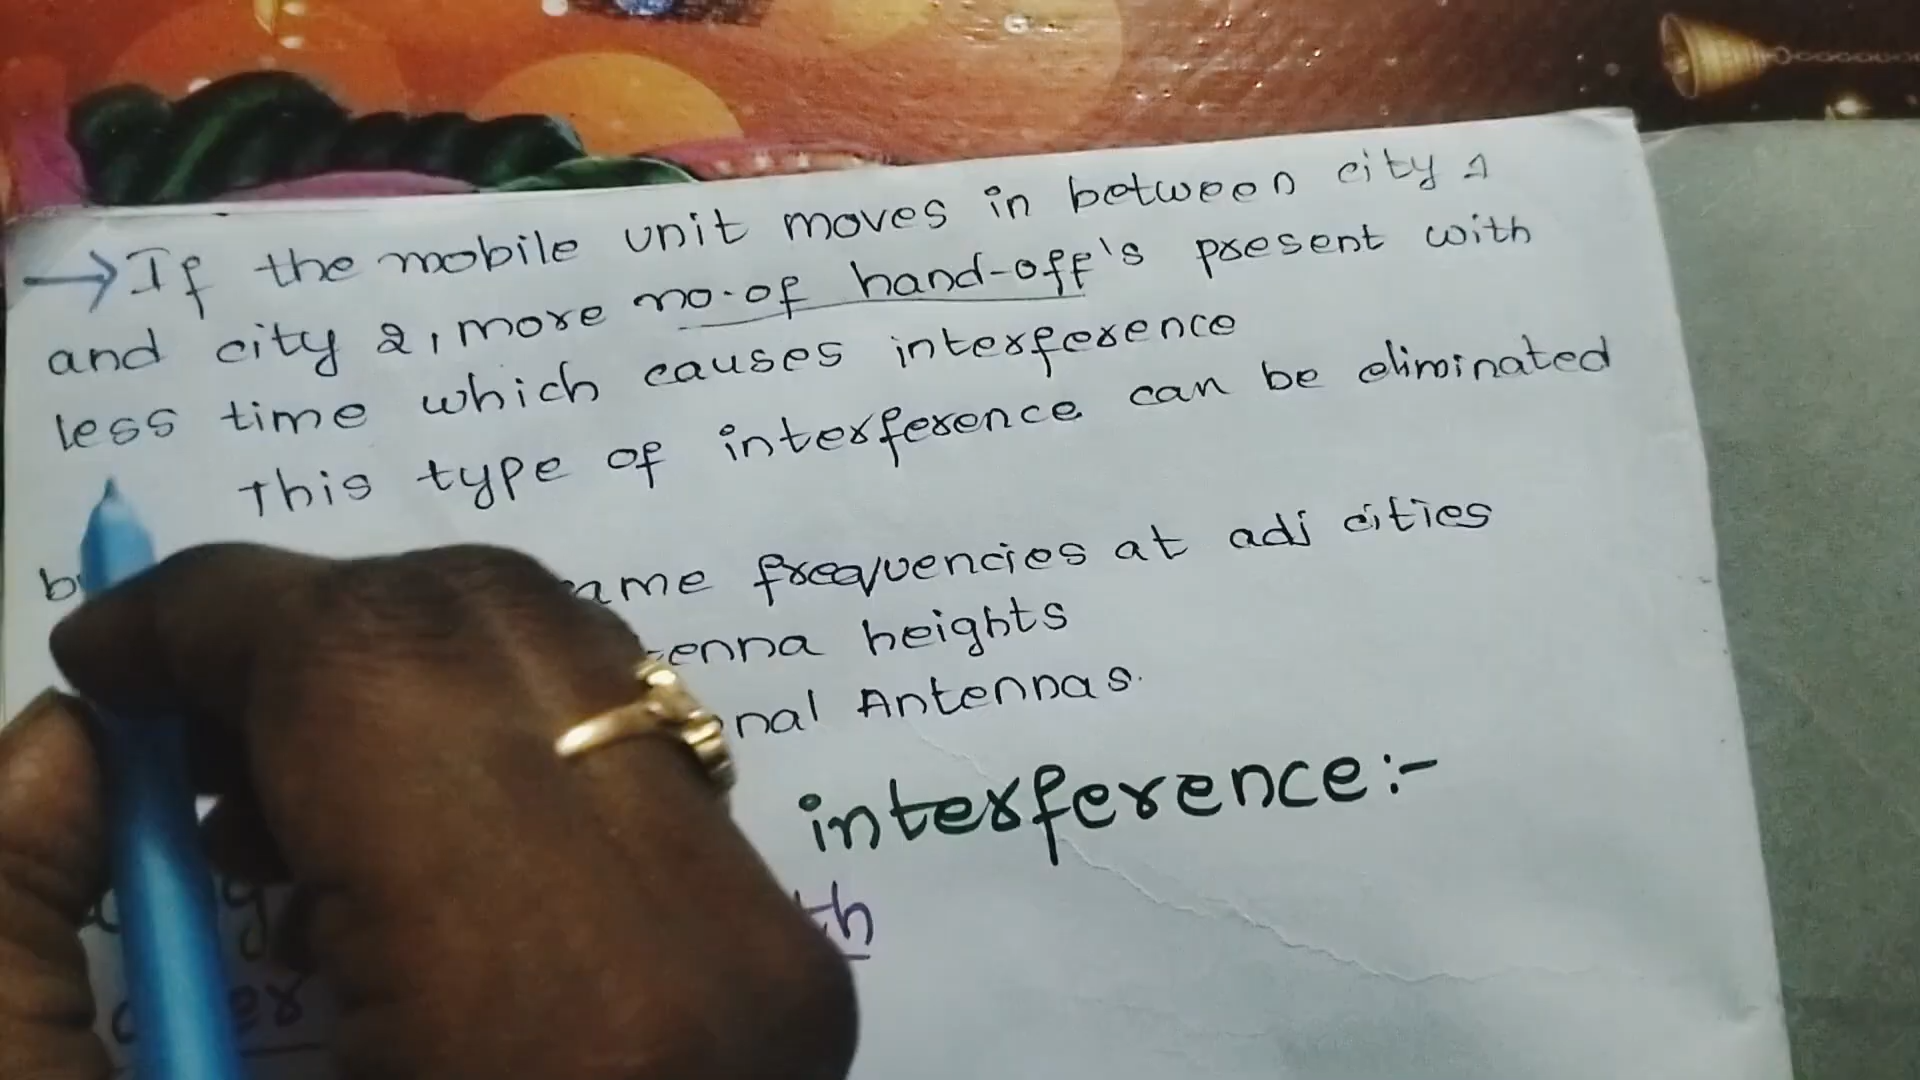 → If the mobile unit moves in between city 1
and city 2, more no. of hand-off's present with
less time which causes interference
This type of interference can be eliminated
ame frequencies at adj cities
enna heights
nal Antennas.
interference:-
th